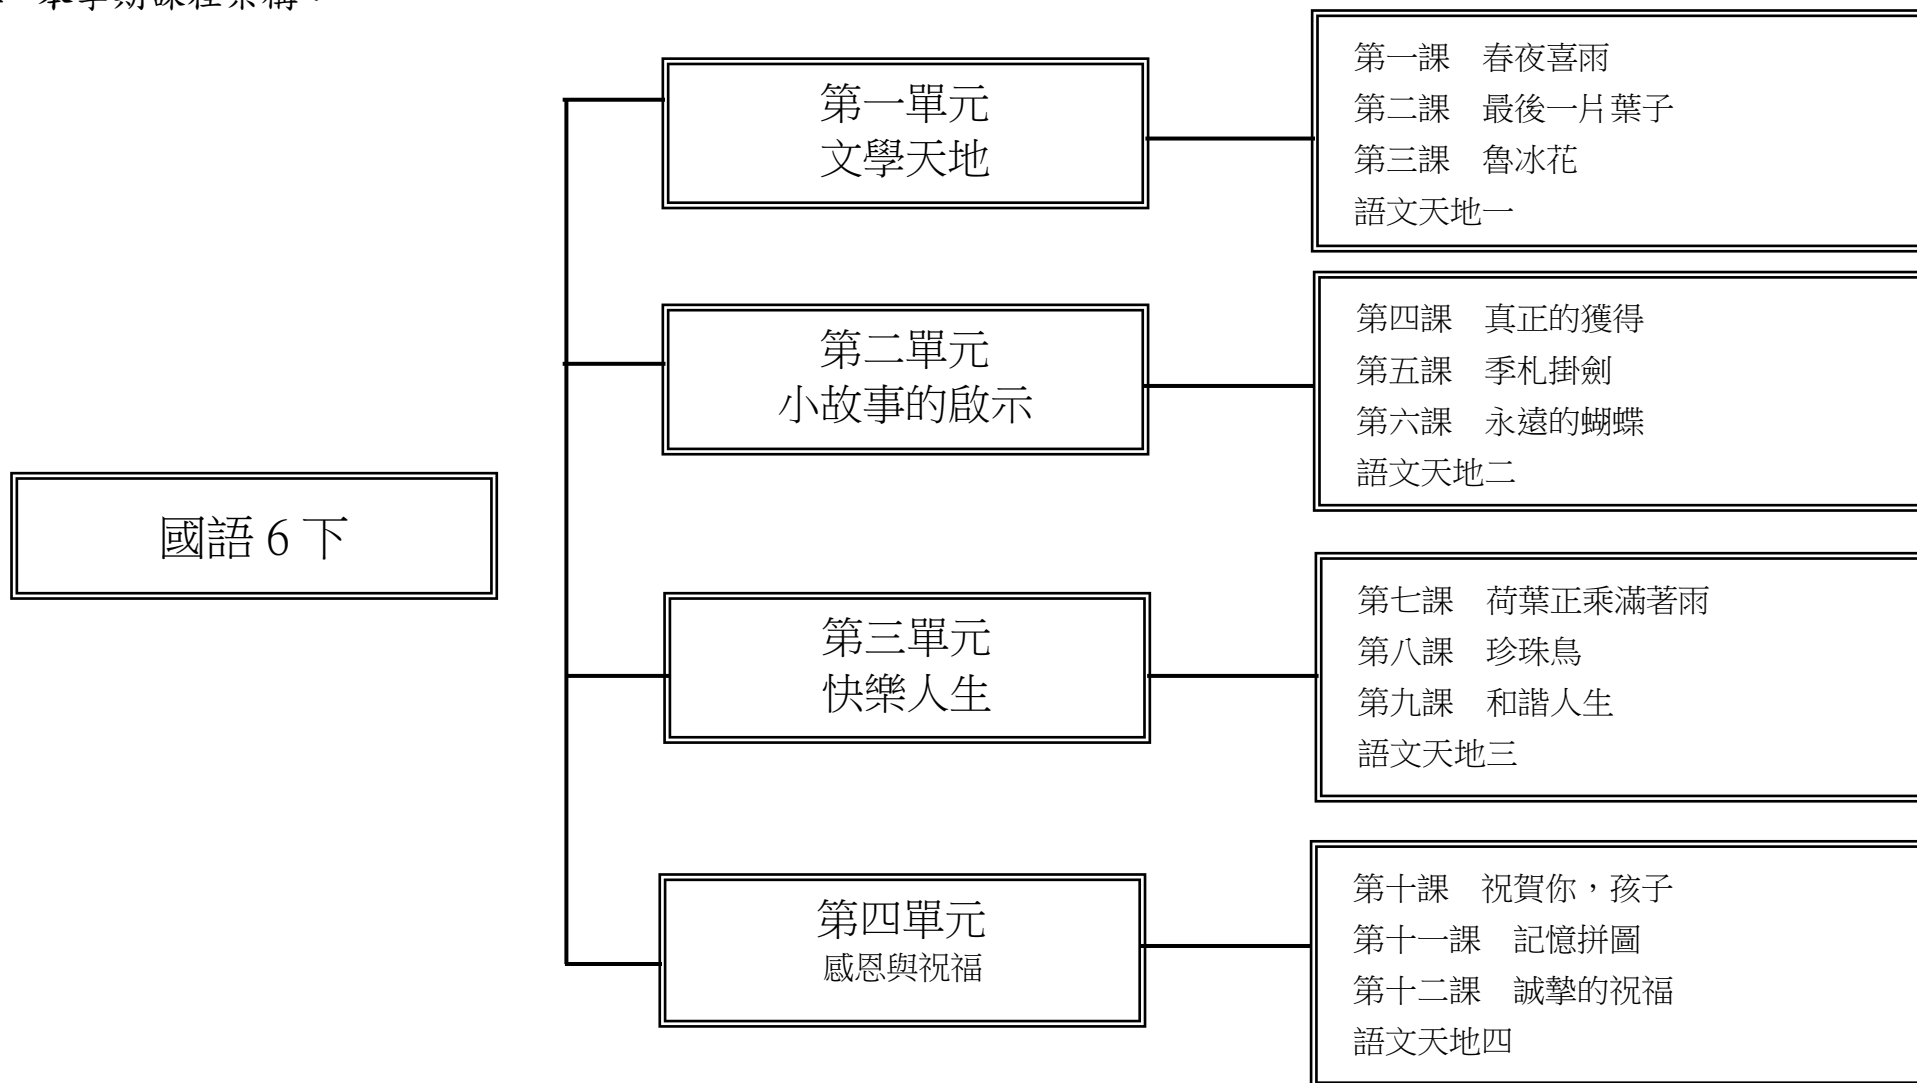 本學期課程架構：
國語6下
第一單元
文學天地
第一課　春夜喜雨
第二課　最後一片葉子
第三課　魯冰花
語文天地一
第二單元
小故事的啟示
第四課　真正的獲得
第五課　季札掛劍
第六課　永遠的蝴蝶
語文天地二
第三單元
快樂人生
第七課　荷葉正乘滿著雨
第八課　珍珠鳥
第九課　和諧人生
語文天地三
第四單元
感恩與祝福
第十課　祝賀你，孩子
第十一課　記憶拼圖
第十二課　誠摯的祝福
語文天地四